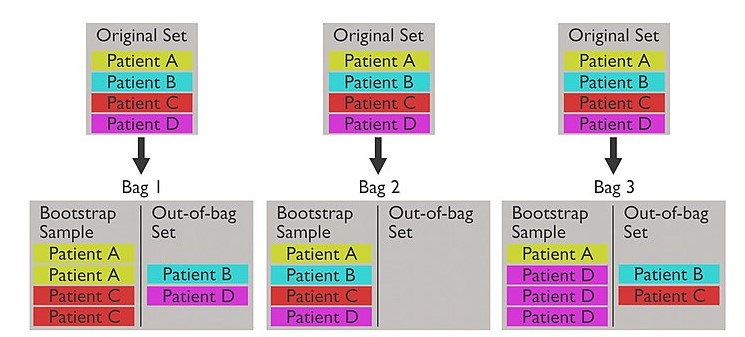 Original Set
Patient A
Patient B
Patient C
Patient D
Original Set
Patient A
Patient B
Patient C
Patient D
Original Set
Patient A
Patient B
Patient C
Patient D
Bag 1
Bootstrap
Sample
Patient A
Patient A
Patient C
Patient C
Out-of-bag
Set
Patient B
Patient D
Bag 2
Bootstrap
Sample
Patient A
Patient B
Patient C
Patient D
Out-of-bag
Set
Bag 3
Bootstrap
Sample
Patient A
Patient D
Patient D
Patient D
Out-of-bag
Set
Patient B
Patient C